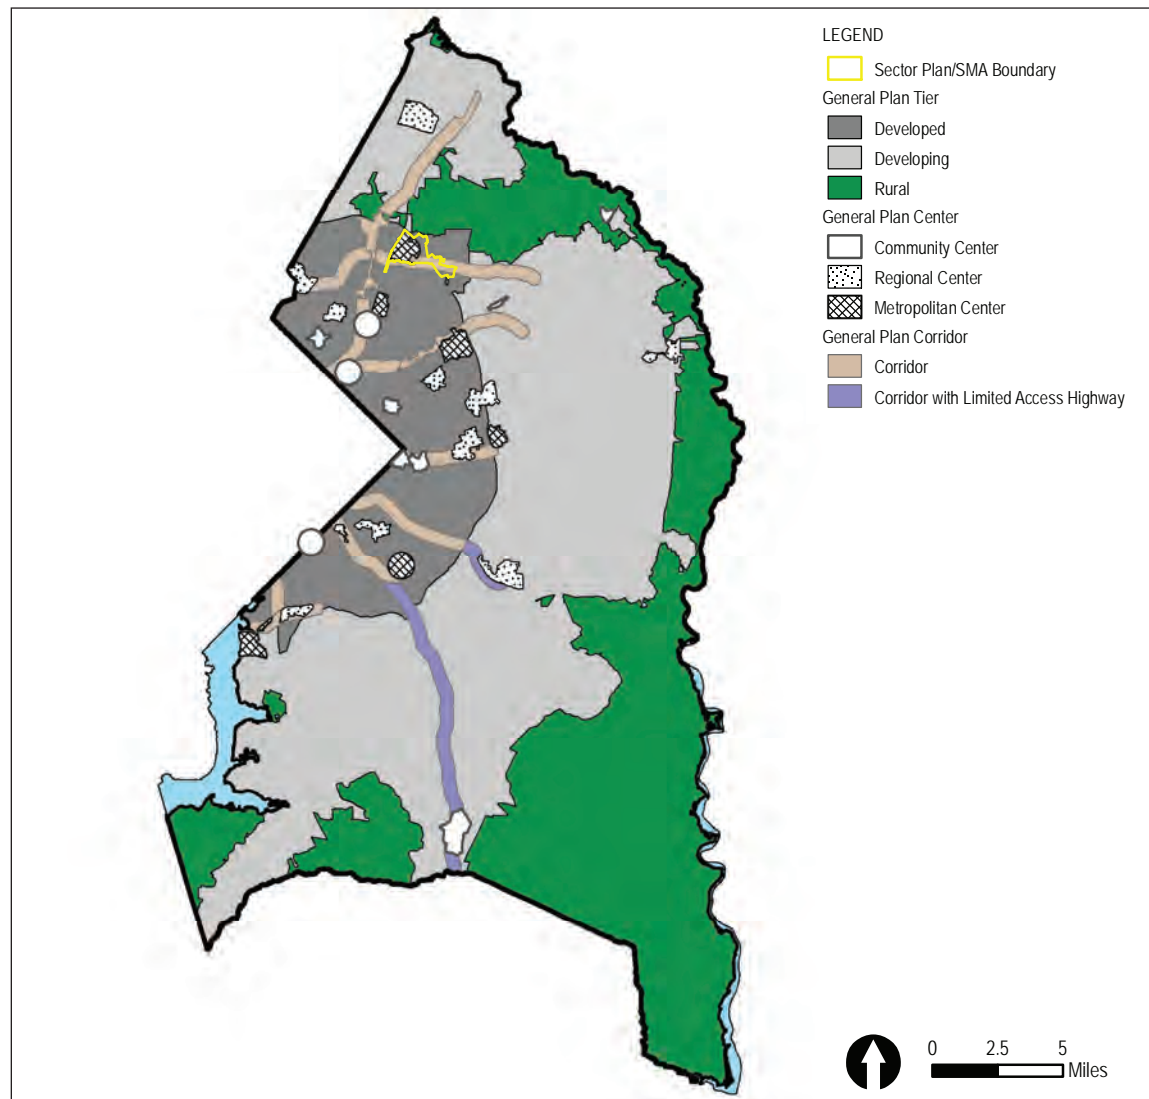 LEGEND
Sector Plan/SMA Boundary
General Plan Tier
Developed
Developing
Rural
General Plan Center
Community Center
Regional Center
Metropolitan Center
General Plan Corridor
Corridor
Corridor with Limited Access Highway
0 2.5 5
Miles